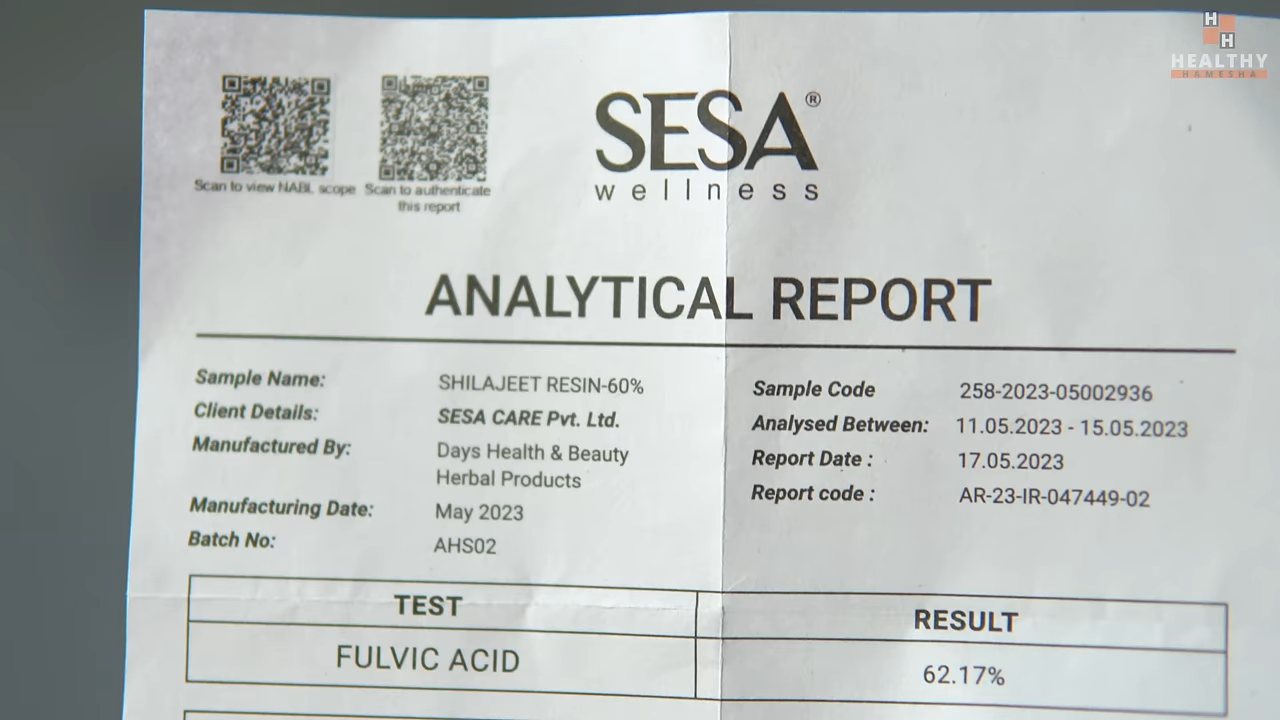 H
H
HEALTHY
HAMESHA
Scan to view NABL scope
Scan to authenticate
this report
SESA®
wellness
ANALYTICAL REPORT
Sample Name: SHILAJEET RESIN-60%
Client Details: SESA CARE Pvt. Ltd.
Manufactured By: Days Health & Beauty
Herbal Products
Manufacturing Date: May 2023
Batch No: AHS02
Sample Code 258-2023-05002936
Analysed Between: 11.05.2023 - 15.05.2023
Report Date : 17.05.2023
Report code : AR-23-IR-047449-02
TEST RESULT
FULVIC ACID 62.17%